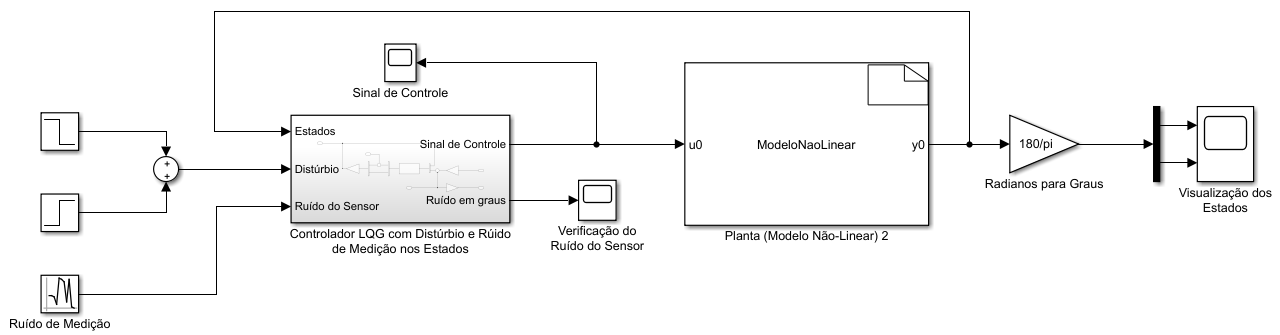 Sinal de Controle
Estados
Distúrbio
Ruído do Sensor
Sinal de Controle
Ruído em graus
+
+
Controlador LQG com Distúrbio e Rúido
de Medição nos Estados
Ruído de Medição
Verificação do
Ruído do Sensor
u0
ModeloNaoLinear
y0
Planta (Modelo Não-Linear) 2
180/pi
Radianos para Graus
Visualização dos
Estados